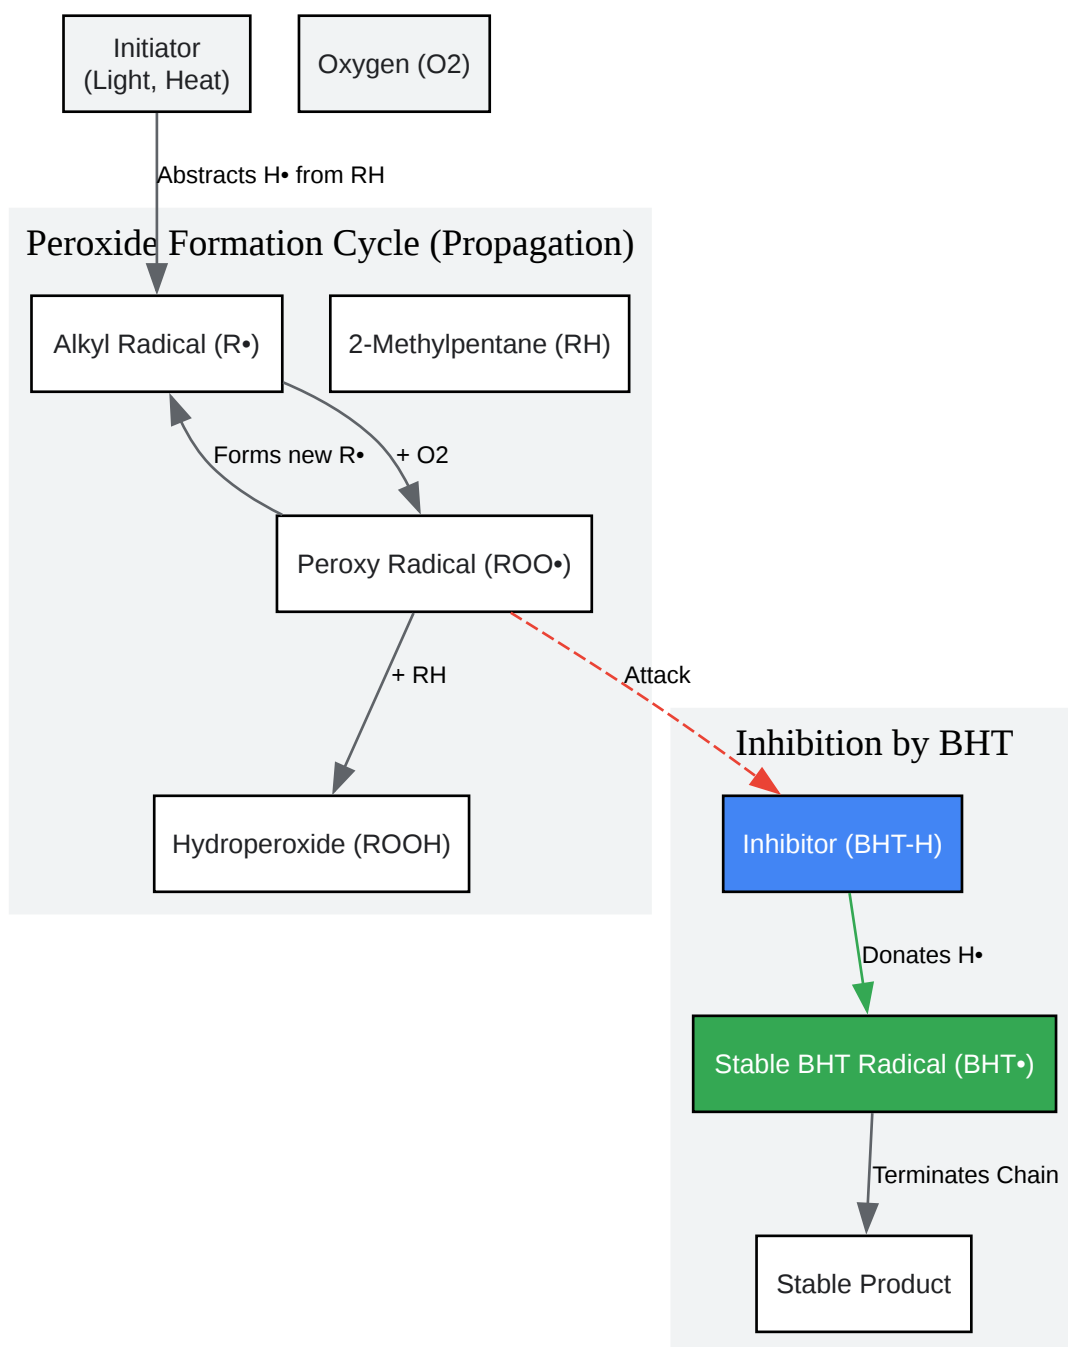 Initiator
(Light, Heat)
Oxygen (O2)
Abstracts H• from RH
Peroxide Formation Cycle (Propagation)
Alkyl Radical (R•)
2-Methylpentane (RH)
Forms new R•
+ O2
Peroxy Radical (ROO•)
+ RH
Attack
Inhibition by BHT
Hydroperoxide (ROOH)
Inhibitor (BHT-H)
Donates H•
Stable BHT Radical (BHT•)
Terminates Chain
Stable Product